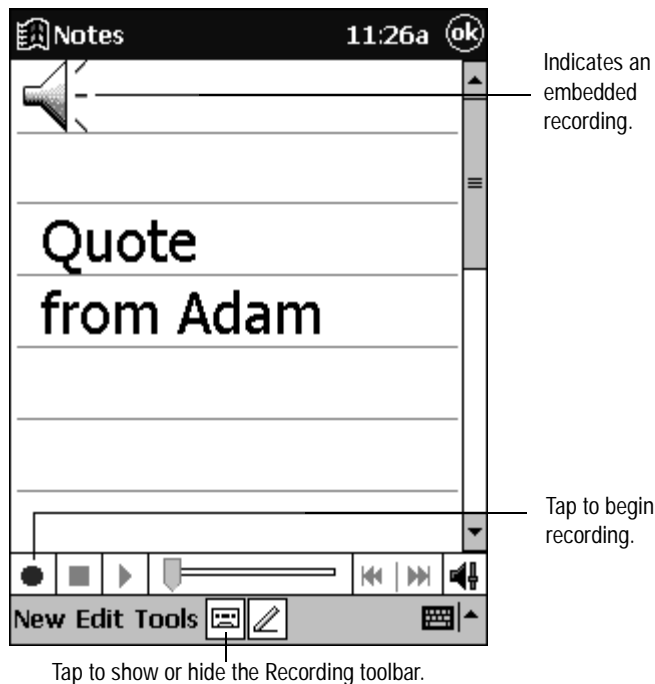 Notes 11:26a ok
Indicates an
embedded
recording.
Quote
from Adam
Tap to begin
recording.
New Edit Tools
Tap to show or hide the Recording toolbar.